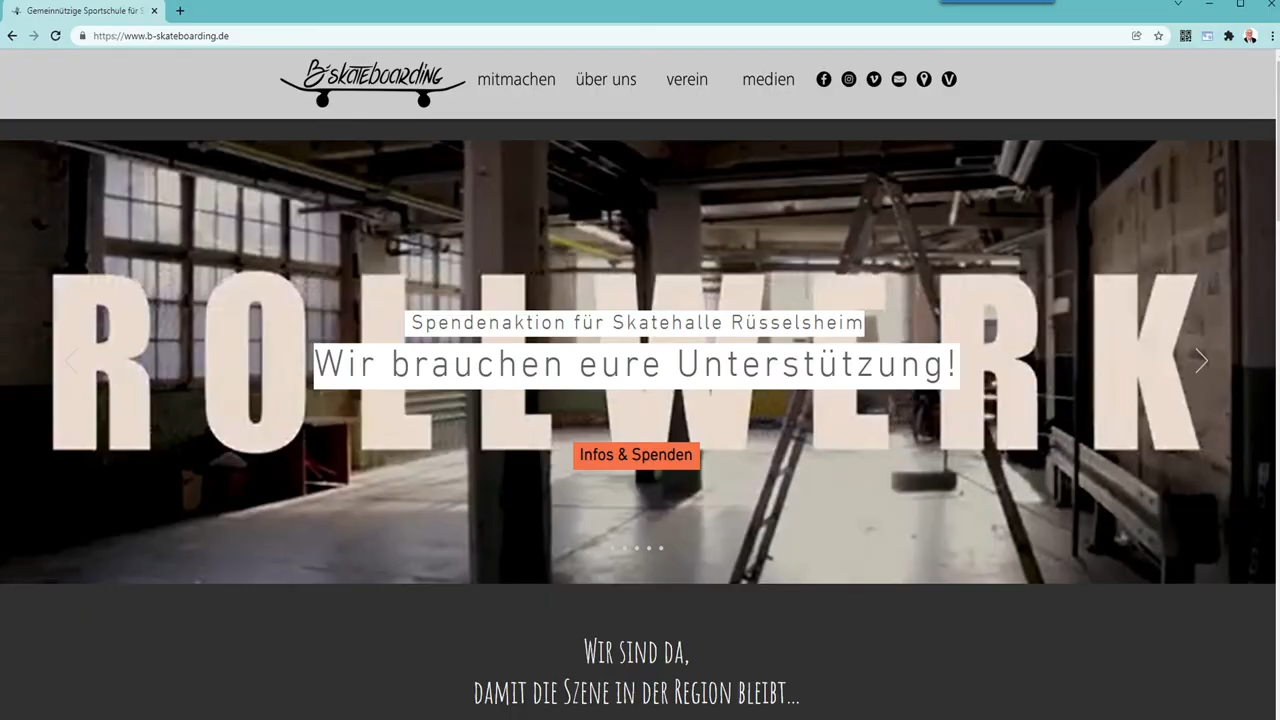 Gemeinnützige Sportschule für S
https://www.b-skateboarding.de
B-SKATEBOARDING mitmachen über uns verein medien
ROLLWERK
Spendenaktion für Skatehalle Rüsselsheim
Wir brauchen eure Unterstützung!
Infos & Spenden
Wir sind da,
damit die Szene in der Region bleibt...